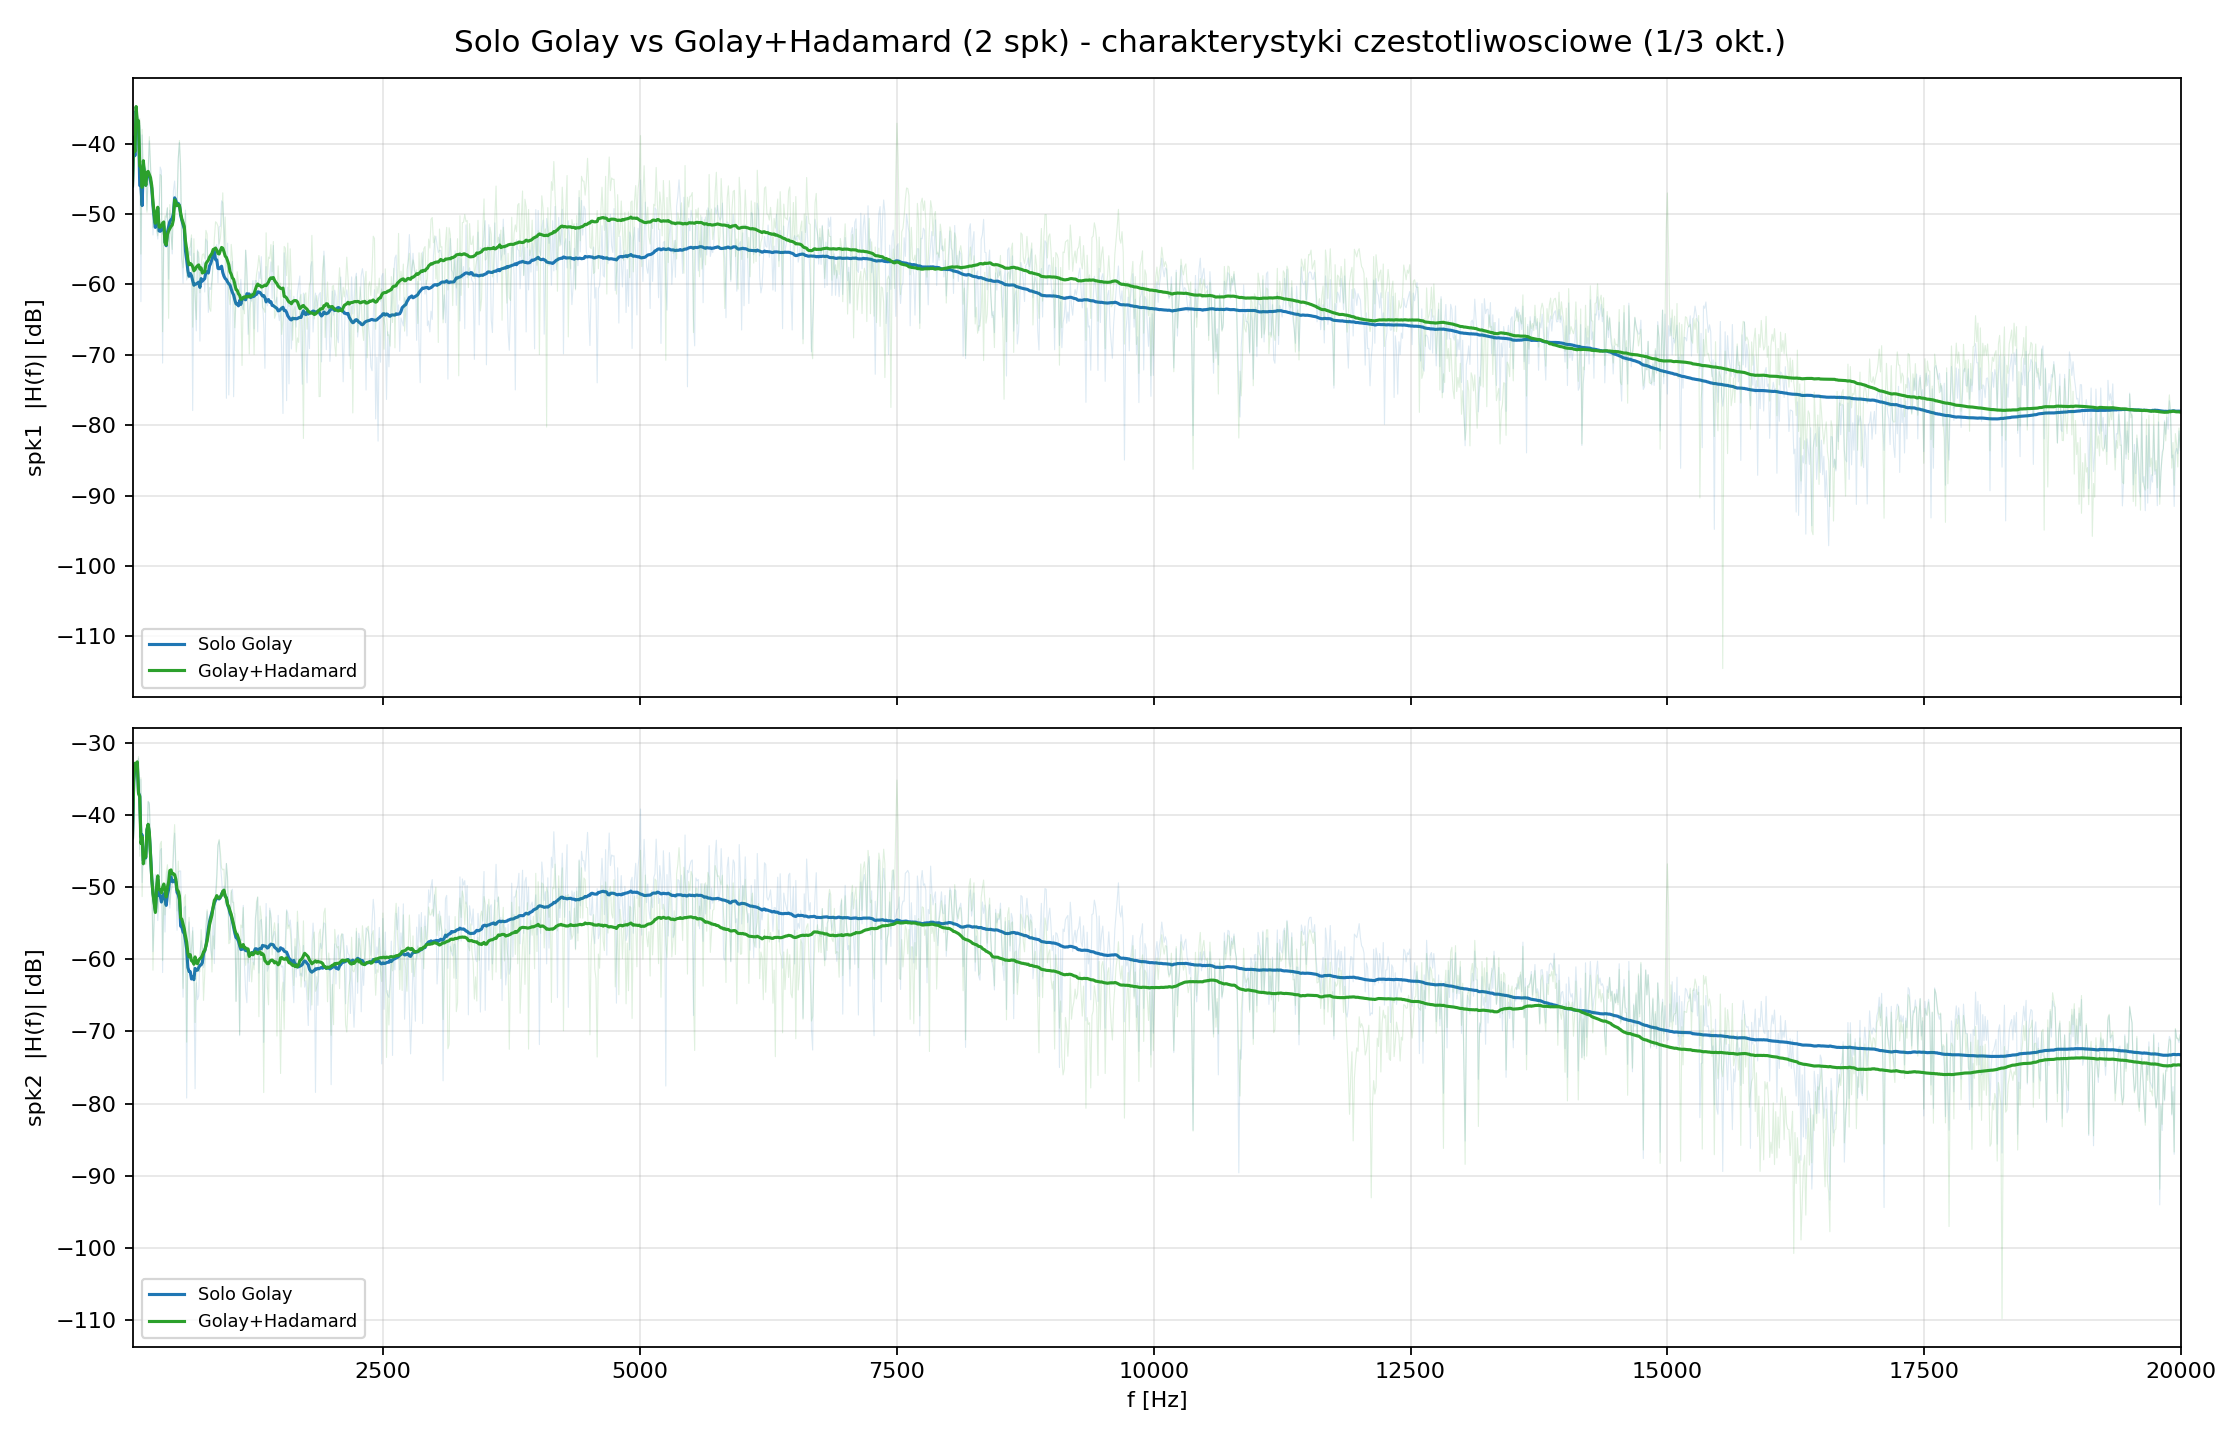 Solo Golay vs Golay+Hadamard (2 spk) - charakterystyki czestotliwosciowe (1/3 okt.)
spk1 |H(f)| [dB]
−40
−50
−60
−70
−80
−90
−100
−110
Solo Golay
Golay+Hadamard
spk2 |H(f)| [dB]
−30
−40
−50
−60
−70
−80
−90
−100
−110
Solo Golay
Golay+Hadamard
2500 5000 7500 10000 12500 15000 17500 20000
f [Hz]